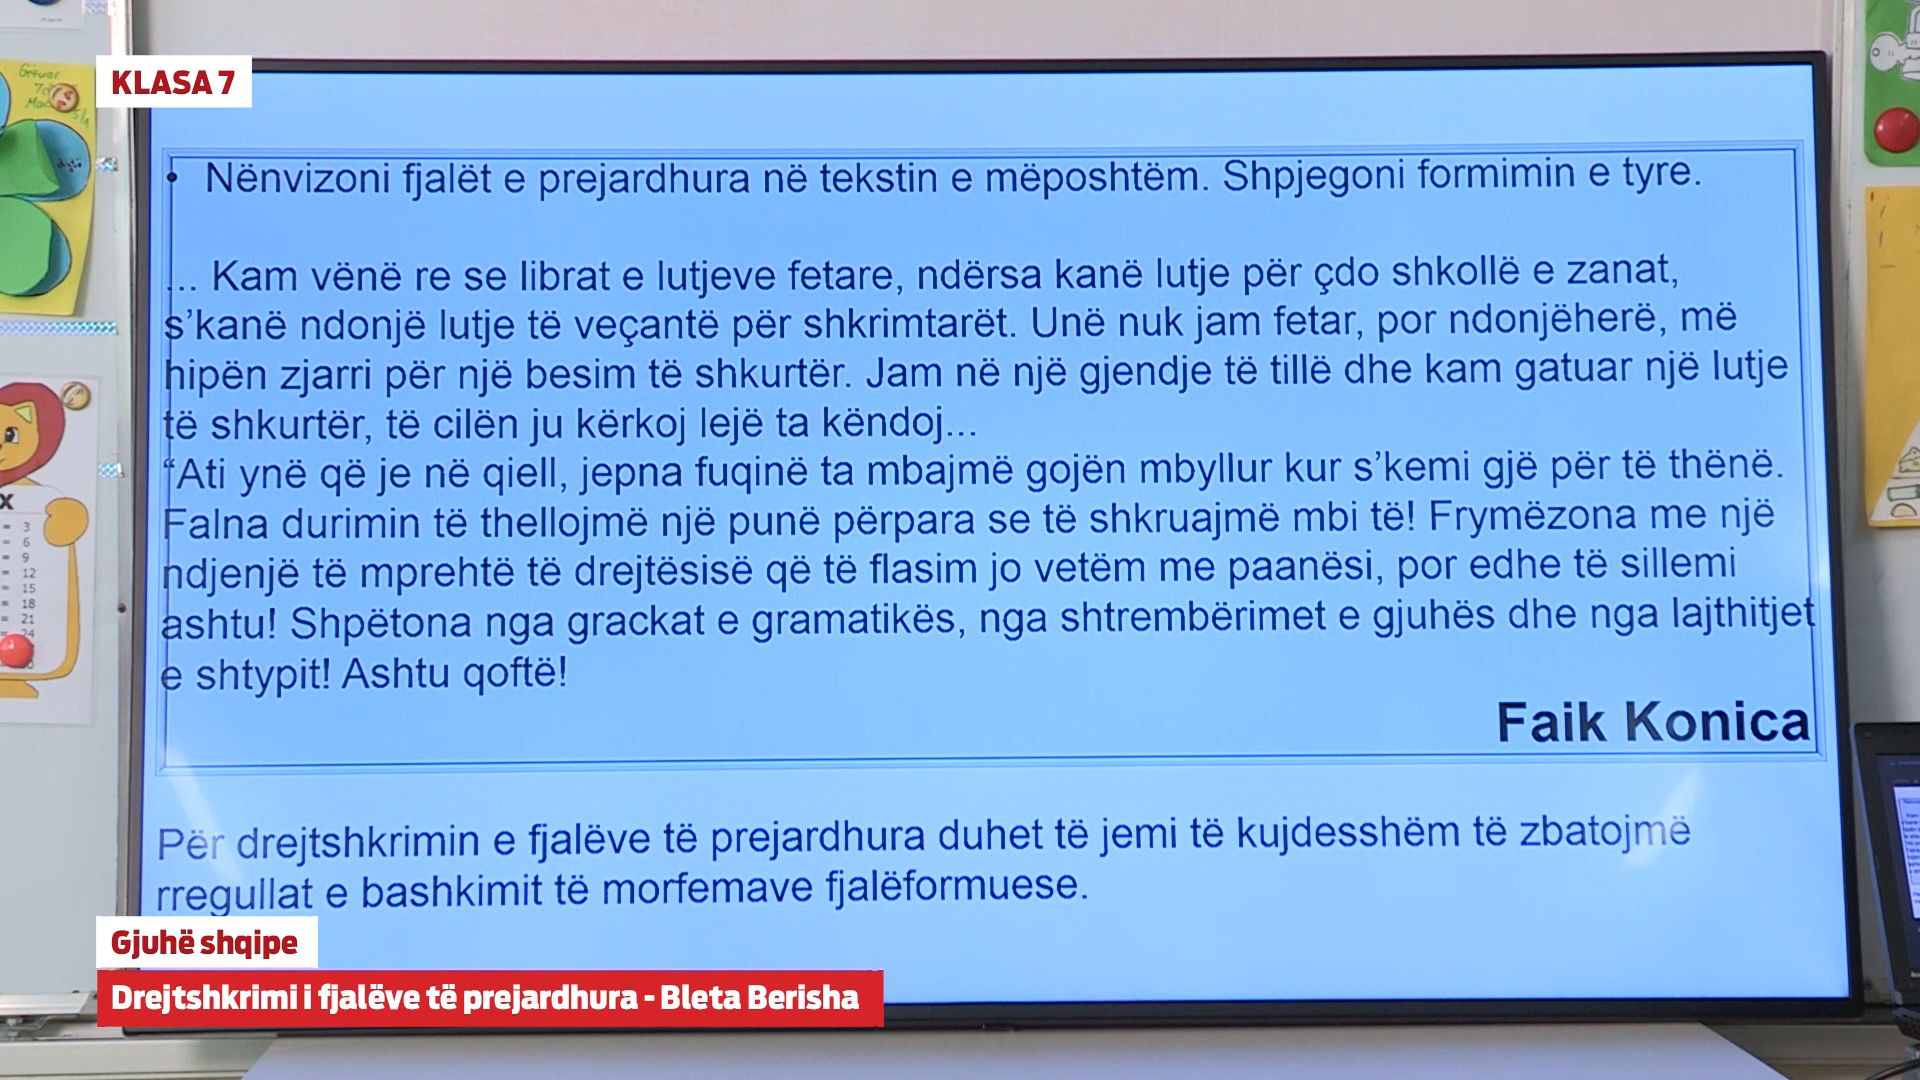 KLASA 7
• Nënvizoni fjalët e prejardhura në tekstin e mëposhtëm. Shpjegoni formimin e tyre.
... Kam vënë re se librat e lutjeve fetare, ndërsa kanë lutje për çdo shkollë e zanat,
s’kanë ndonjë lutje të veçantë për shkrimtarët. Unë nuk jam fetar, por ndonjëherë, më
hipën zjarri për një besim të shkurtër. Jam në një gjendje të tillë dhe kam gatuar një lutje
të shkurtër, të cilën ju kërkoj lejë ta këndoj...
“Ati ynë që je në qiell, jepna fuqinë ta mbajmë gojën mbyllur kur s’kemi gjë për të thënë.
Falna durimin të thellojmë një punë përpara se të shkruajmë mbi të! Frymëzona me një
ndjenjë të mprehtë të drejtësisë që të flasim jo vetëm me paanësi, por edhe të sillemi
ashtu! Shpëtona nga grackat e gramatikës, nga shtrembërimet e gjuhës dhe nga lajthitjet
e shtypit! Ashtu qoftë!
Faik Konica
Për drejtshkrimin e fjalëve të prejardhura duhet të jemi të kujdesshëm të zbatojmë
rregullat e bashkimit të morfemave fjalëformuese.
Gjuhë shqipe
Drejtshkrimi i fjalëve të prejardhura - Bleta Berisha
X
= 3
= 6
= 9
= 12
= 15
= 18
= 21